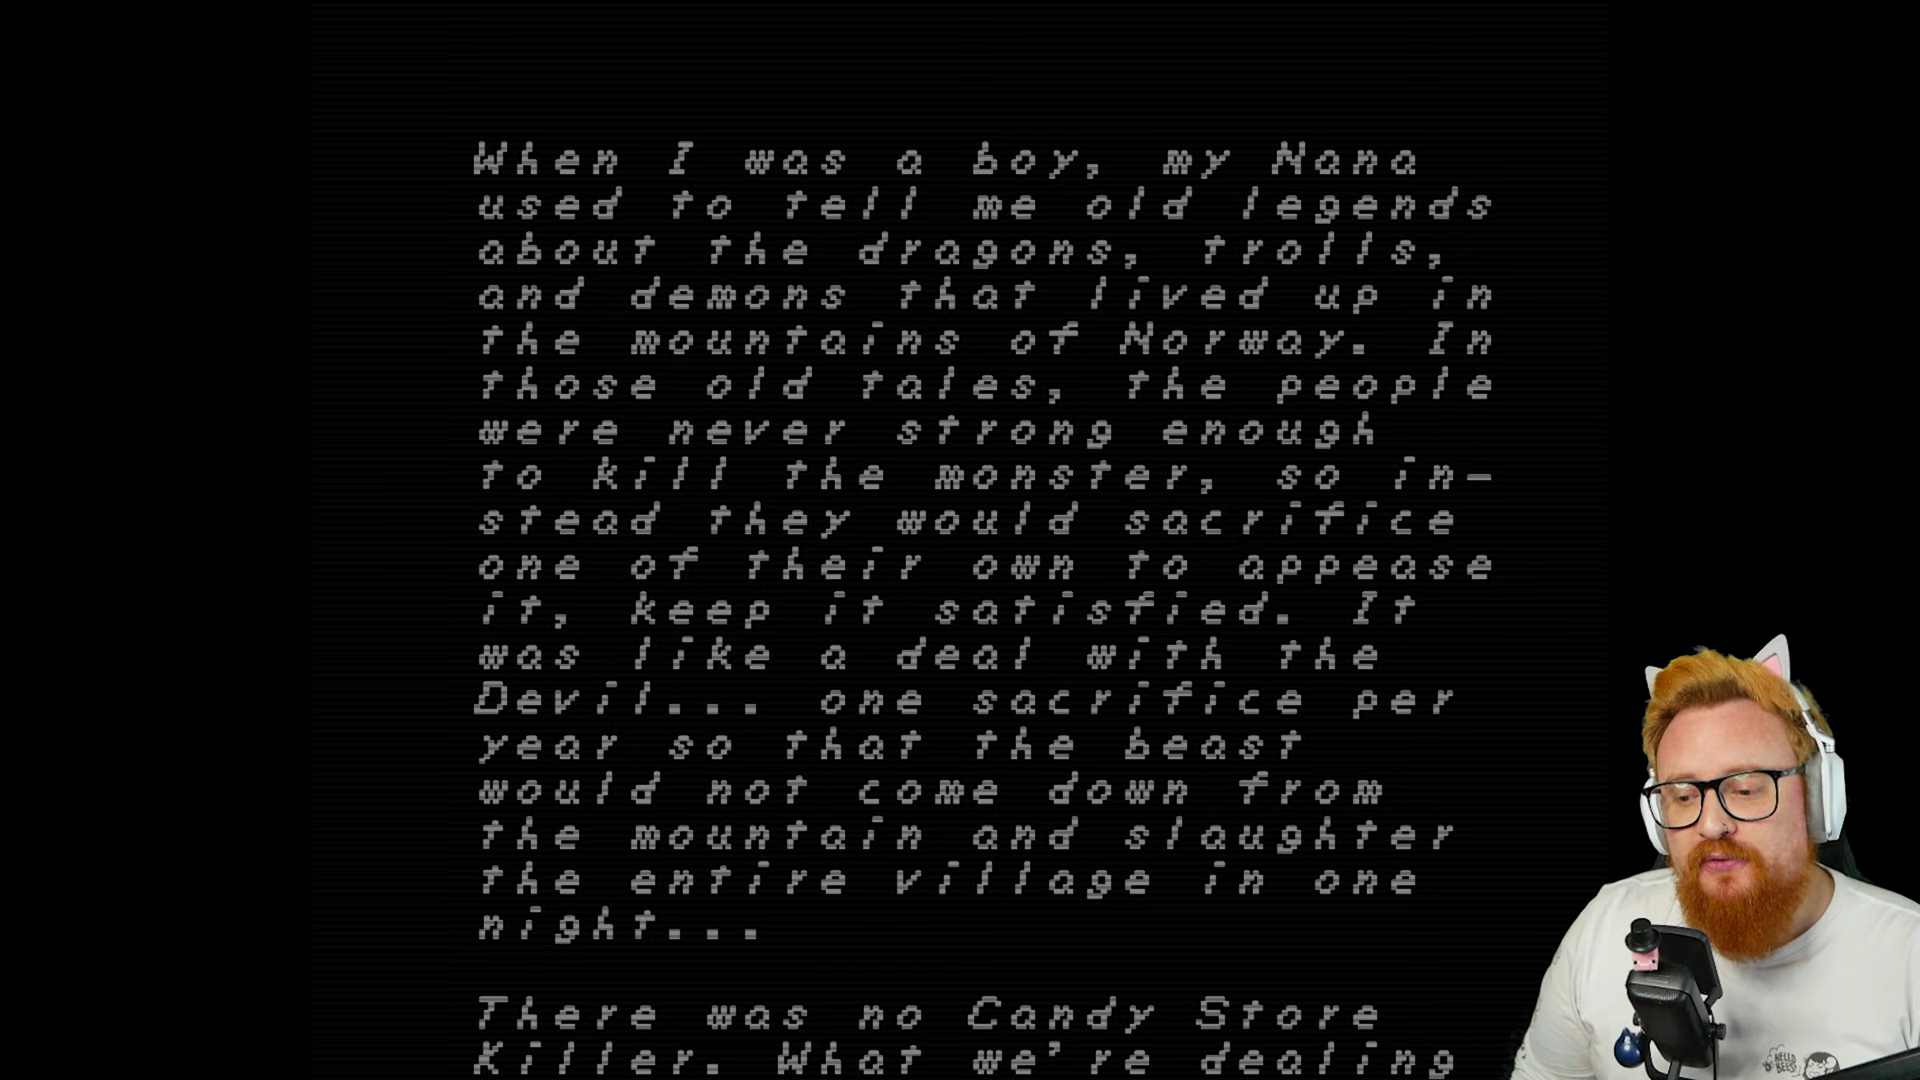 When I was a boy, my Nana
used to tell me old legends
about the dragons, trolls,
and demons that lived up in
the mountains of Norway. In
those old tales, the people
were never strong enough
to kill the monster, so in-
stead they would sacrifice
one of their own to appease
it, keep it satisfied. It
was like a deal with the
Devil... one sacrifice per
year so that the beast
would not come down from
the mountain and slaughter
the entire village in one
night...
There was no Candy Store
Killer. What we're dealing
HELLO
BEES!